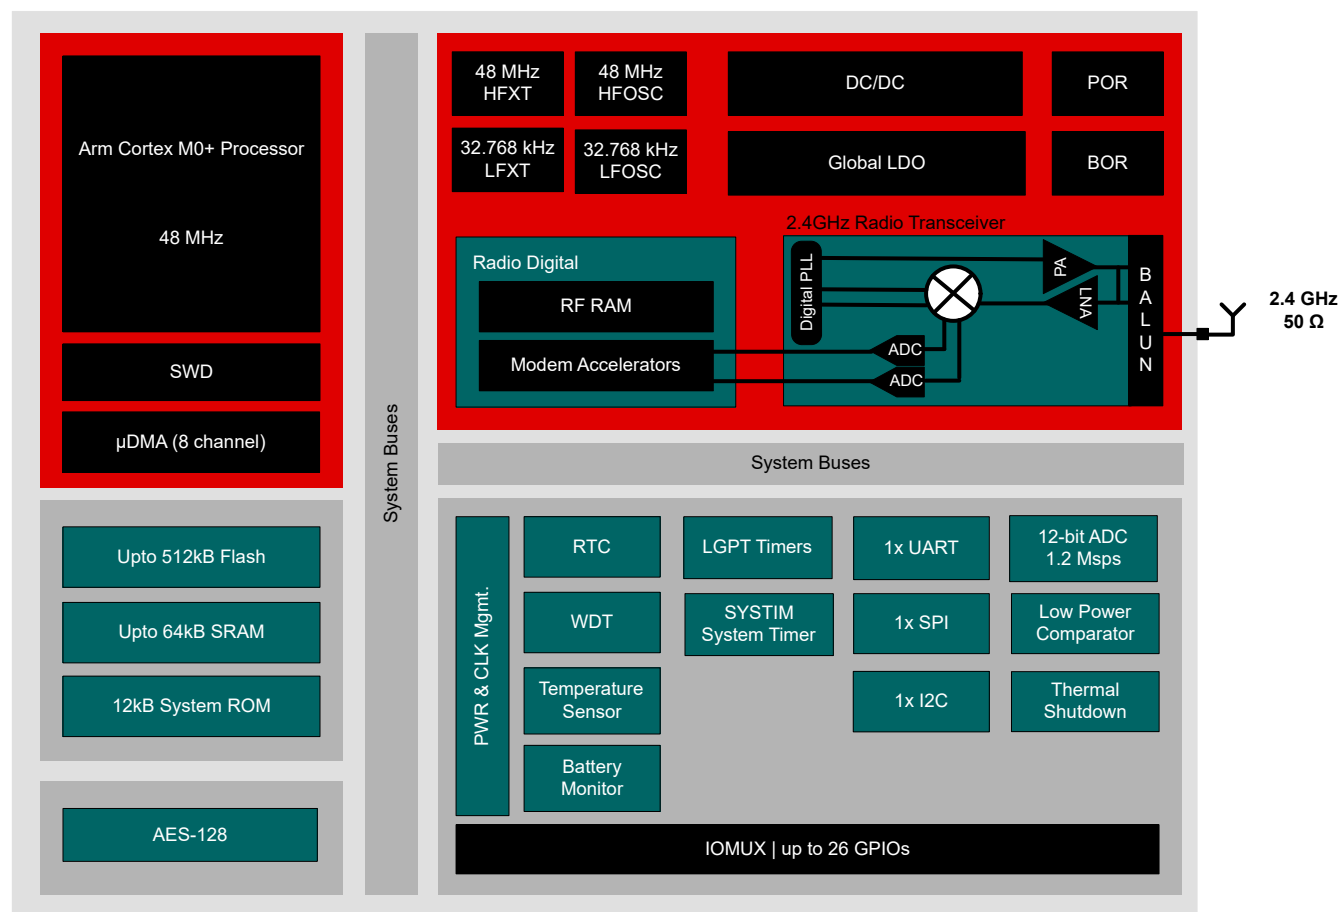 Arm Cortex M0+ Processor
48 MHz
SWD
µDMA (8 channel)
Upto 512kB Flash
Upto 64kB SRAM
12kB System ROM
AES-128
System Buses
48 MHz
HFXT
48 MHz
HFOSC
32.768 kHz
LFXT
32.768 kHz
LFOSC
DC/DC
POR
Global LDO
BOR
Radio Digital
RF RAM
Modem Accelerators
2.4GHz Radio Transceiver
Digital PLL
ADC
ADC
PA
LNA
BALUN
2.4 GHz
50 Ω
System Buses
PWR & CLK Mgmt.
RTC
WDT
Temperature
Sensor
Battery
Monitor
LGPT Timers
SYSTIM
System Timer
1x UART
1x SPI
1x I2C
12-bit ADC
1.2 Msps
Low Power
Comparator
Thermal
Shutdown
IOMUX | up to 26 GPIOs